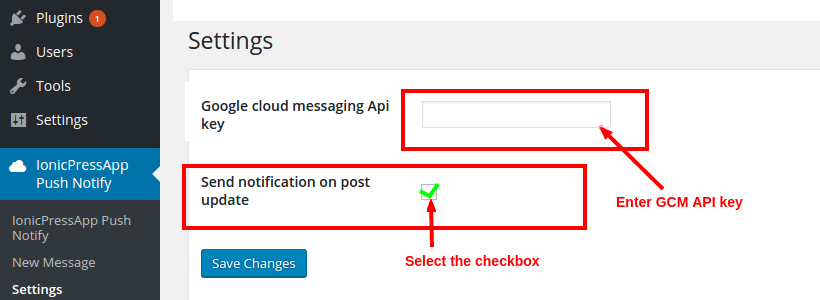 Plugins 1
Users
Tools
Settings
IonicPressApp
Push Notify
IonicPressApp Push
Notify
New Message
Settings
Settings
Google cloud messaging Api
key
Send notification on post
update
Enter GCM API key
Select the checkbox
Save Changes